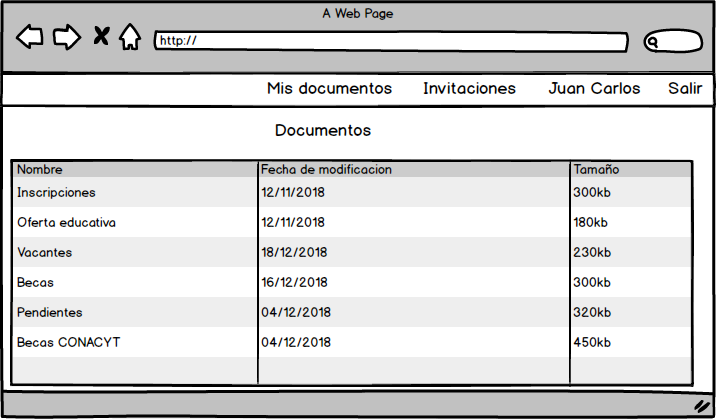 A Web Page
http://
Mis documentos Invitaciones Juan Carlos Salir
Documentos
Nombre Fecha de modificacion Tamaño
Inscripciones 12/11/2018 300kb
Oferta educativa 12/11/2018 180kb
Vacantes 18/12/2018 230kb
Becas 16/12/2018 300kb
Pendientes 04/12/2018 320kb
Becas CONACYT 04/12/2018 450kb